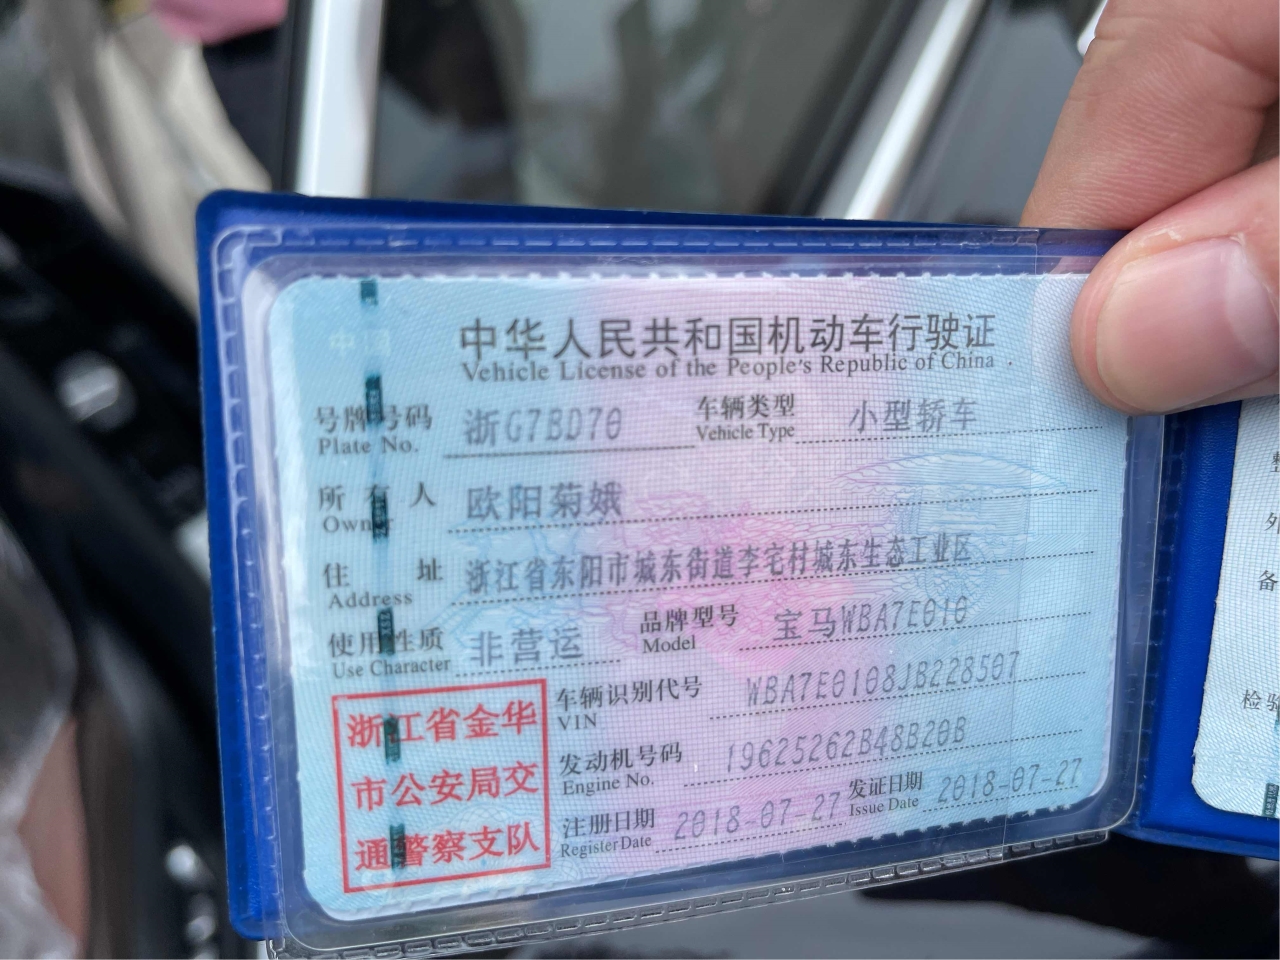 中华人民共和国机动车行驶证
Vehicle License of the People's Republic of China
号牌号码 浙G7BD70 车辆类型 小型轿车
Plate No. Vehicle Type
所有人 欧阳菊娥
Owner
住址 浙江省东阳市城东街道李宅村城东生态工业区
Address
使用性质 非营运 品牌型号 宝马WBA7E010
Use Character Model
浙江省金华
市公安局交
通警察支队
车辆识别代号 WBA7E0108JB228507
VIN
发动机号码 19625262B48B20B
Engine No.
注册日期 2018-07-27 发证日期 2018-07-27
Register Date Issue Date
备
检验